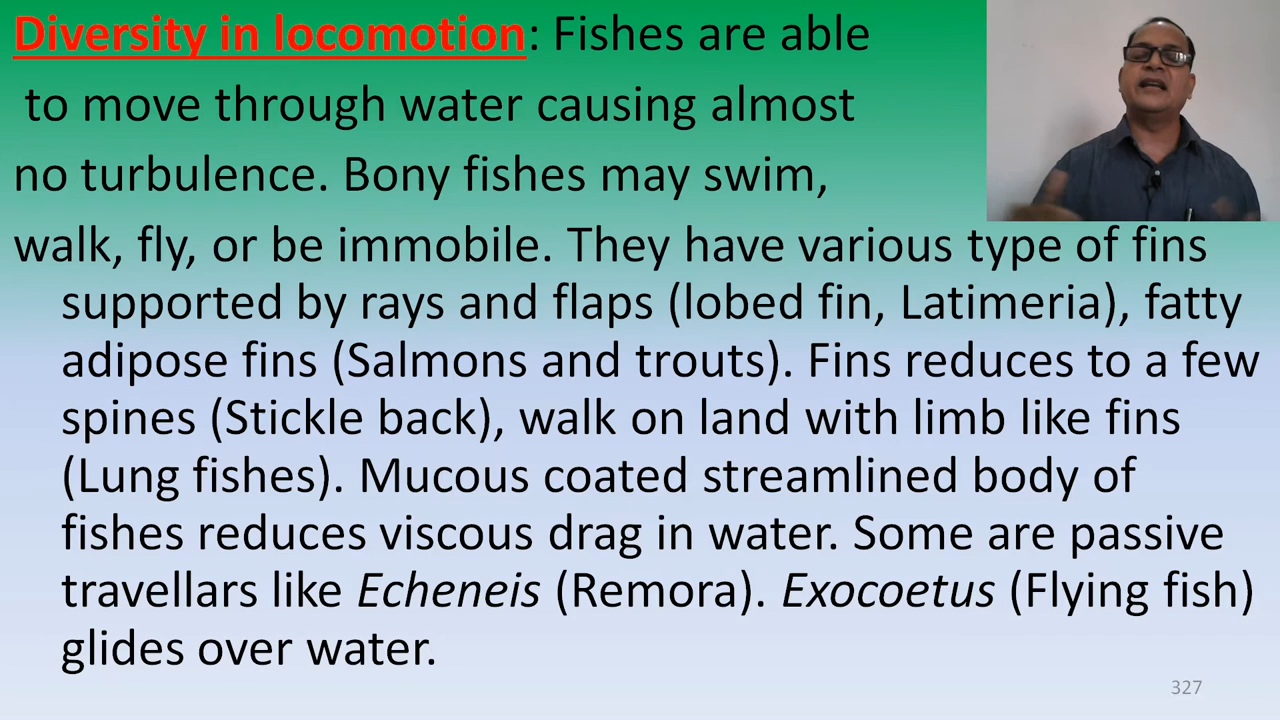 Diversity in locomotion: Fishes are able
to move through water causing almost
no turbulence. Bony fishes may swim,
walk, fly, or be immobile. They have various type of fins
supported by rays and flaps (lobed fin, Latimeria), fatty
adipose fins (Salmons and trouts). Fins reduces to a few
spines (Stickle back), walk on land with limb like fins
(Lung fishes). Mucous coated streamlined body of
fishes reduces viscous drag in water. Some are passive
travellars like Echeneis (Remora). Exocoetus (Flying fish)
glides over water.
327